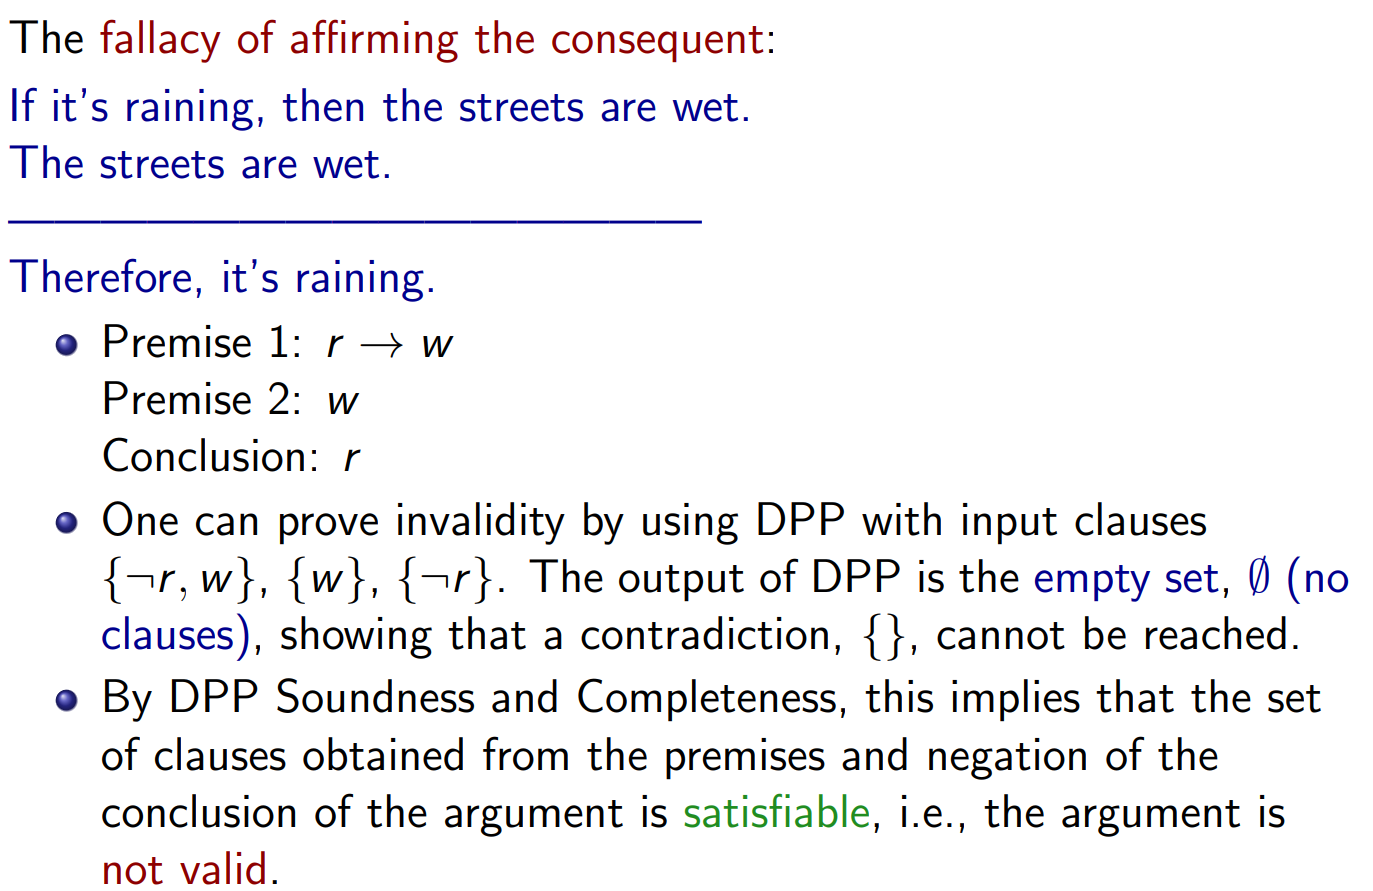 The fallacy of affirming the consequent:
If it's raining, then the streets are wet.
The streets are wet.
Therefore, it's raining.
Premise 1: r → w
Premise 2: w
Conclusion: r
One can prove invalidity by using DPP with input clauses
{¬r, w}, {w}, {¬r}. The output of DPP is the empty set, ∅ (no
clauses), showing that a contradiction, {}, cannot be reached.
By DPP Soundness and Completeness, this implies that the set
of clauses obtained from the premises and negation of the
conclusion of the argument is satisfiable, i.e., the argument is
not valid.